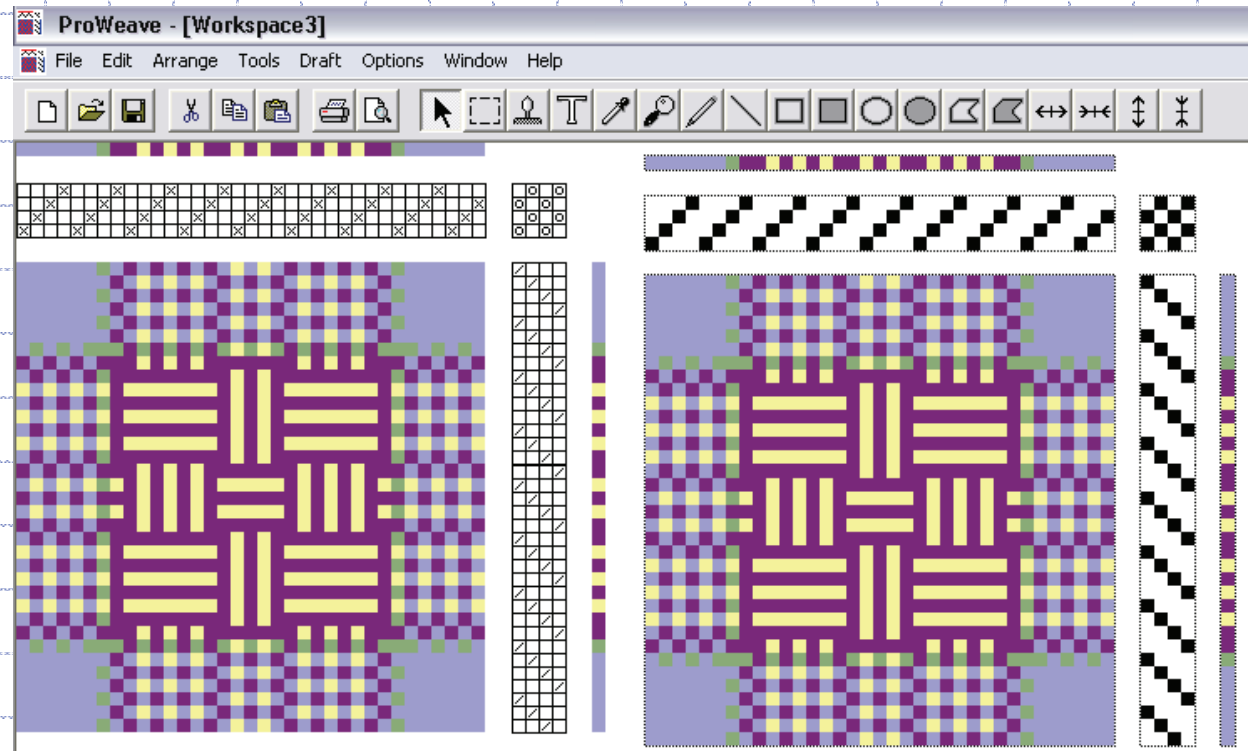 ProWeave - [Workspace3]
File Edit Arrange Tools Draft Options Window Help
T